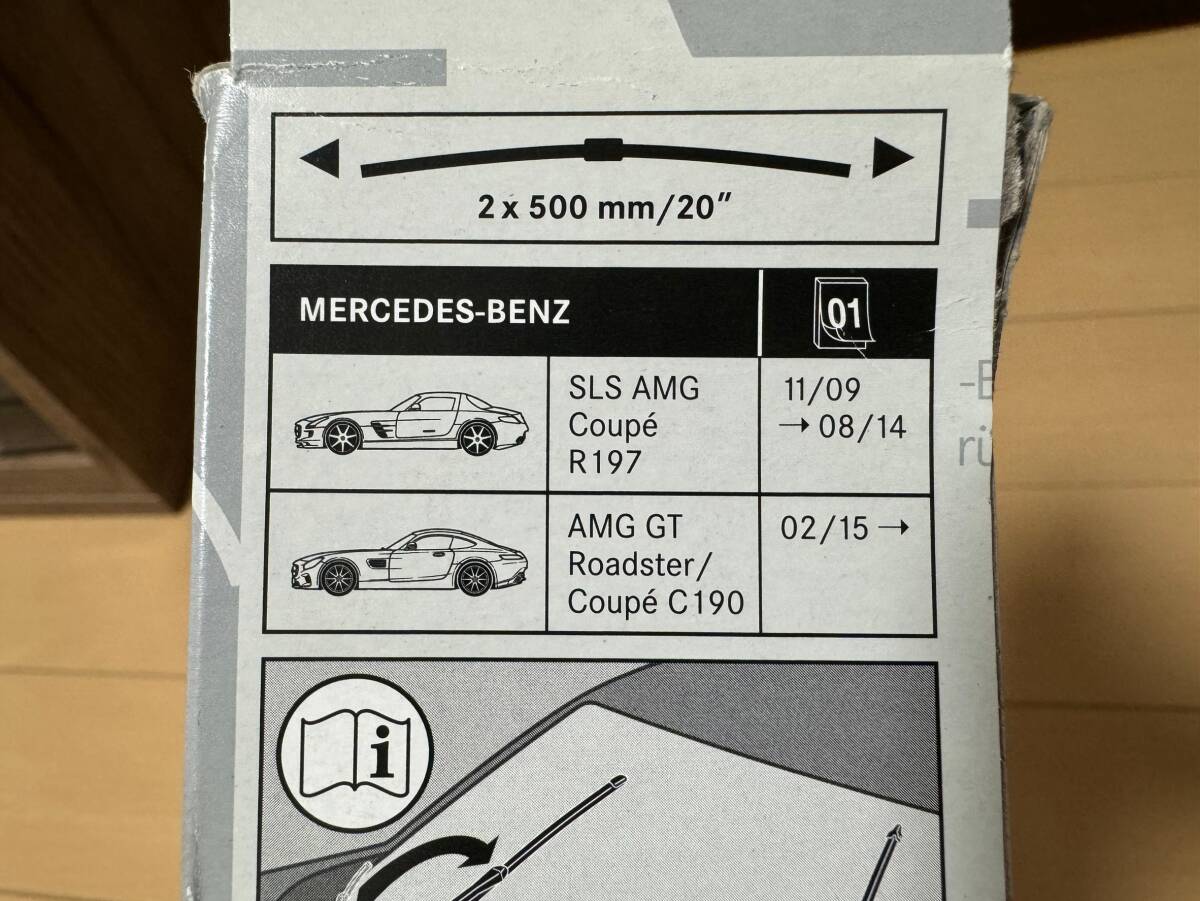 2 x 500 mm/20"
MERCEDES-BENZ
01
SLS AMG
Coupé
R197
11/09
→ 08/14
AMG GT
Roadster/
Coupé C190
02/15 →
i